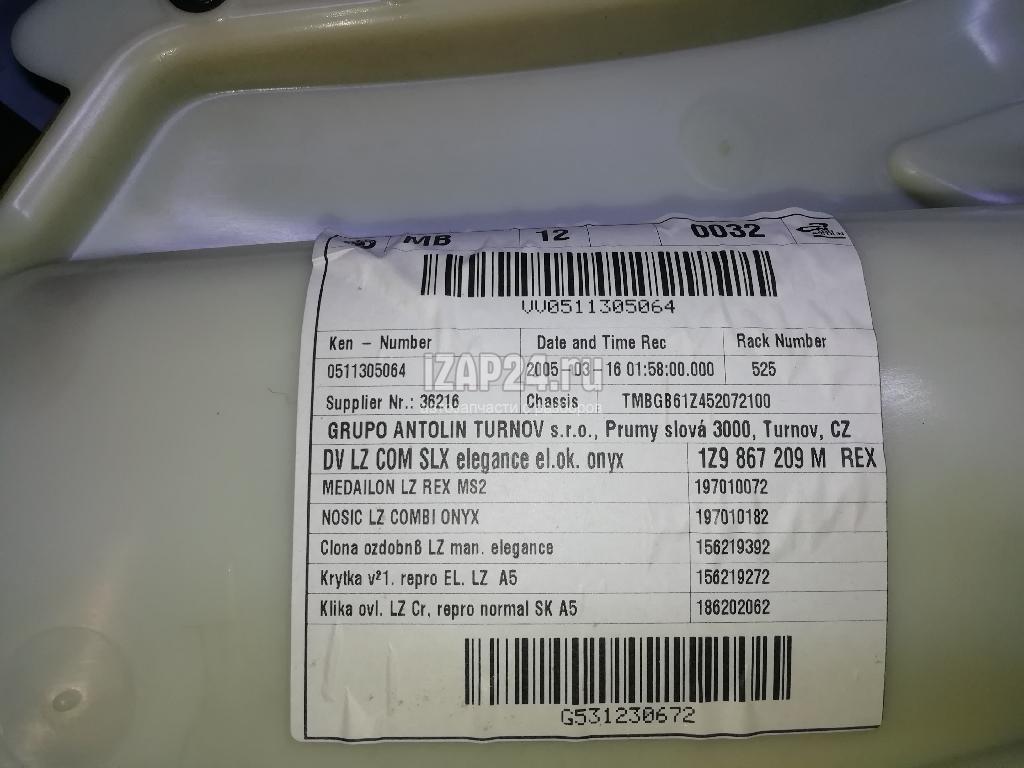 MB 12 0032
VV0511305064
Ken - Number Date and Time Rec Rack Number
0511305064 2005-03-16 01:58:00.000 525
iZAP24.ru
Supplier Nr.: 36216 Chassis TMBGB61Z452072100
GRUPO ANTOLIN TURNOV s.r.o., Prumy slová 3000, Turnov, CZ
DV LZ COM SLX elegance el.ok. onyx 1Z9 867 209 M REX
MEDAILON LZ REX MS2 197010072
NOSIC LZ COMBI ONYX 197010182
Clona ozdobnß LZ man. elegance 156219392
Krytka v²1. repro EL. LZ A5 156219272
Klika ovl. LZ Cr, repro normal SK A5 186202062
G531230672